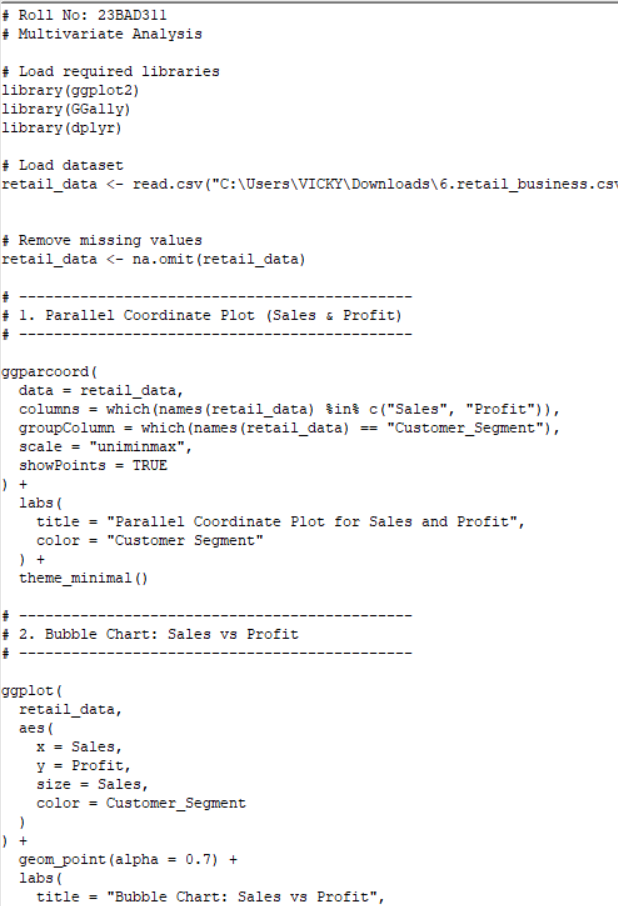 # Roll No: 23BAD311
# Multivariate Analysis
# Load required libraries
library(ggplot2)
library(GGally)
library(dplyr)
# Load dataset
retail_data <- read.csv("C:\Users\VICKY\Downloads\6.retail_business.csv
# Remove missing values
retail_data <- na.omit(retail_data)
# ---------------------------------------------
# 1. Parallel Coordinate Plot (Sales & Profit)
# ---------------------------------------------
ggparcoord(
  data = retail_data,
  columns = which(names(retail_data) %in% c("Sales", "Profit")),
  groupColumn = which(names(retail_data) == "Customer_Segment"),
  scale = "uniminmax",
  showPoints = TRUE
) +
  labs(
    title = "Parallel Coordinate Plot for Sales and Profit",
    color = "Customer Segment"
  ) +
  theme_minimal()
# ---------------------------------------------
# 2. Bubble Chart: Sales vs Profit
# ---------------------------------------------
ggplot(
  retail_data,
  aes(
    x = Sales,
    y = Profit,
    size = Sales,
    color = Customer_Segment
  )
) +
  geom_point(alpha = 0.7) +
  labs(
    title = "Bubble Chart: Sales vs Profit",